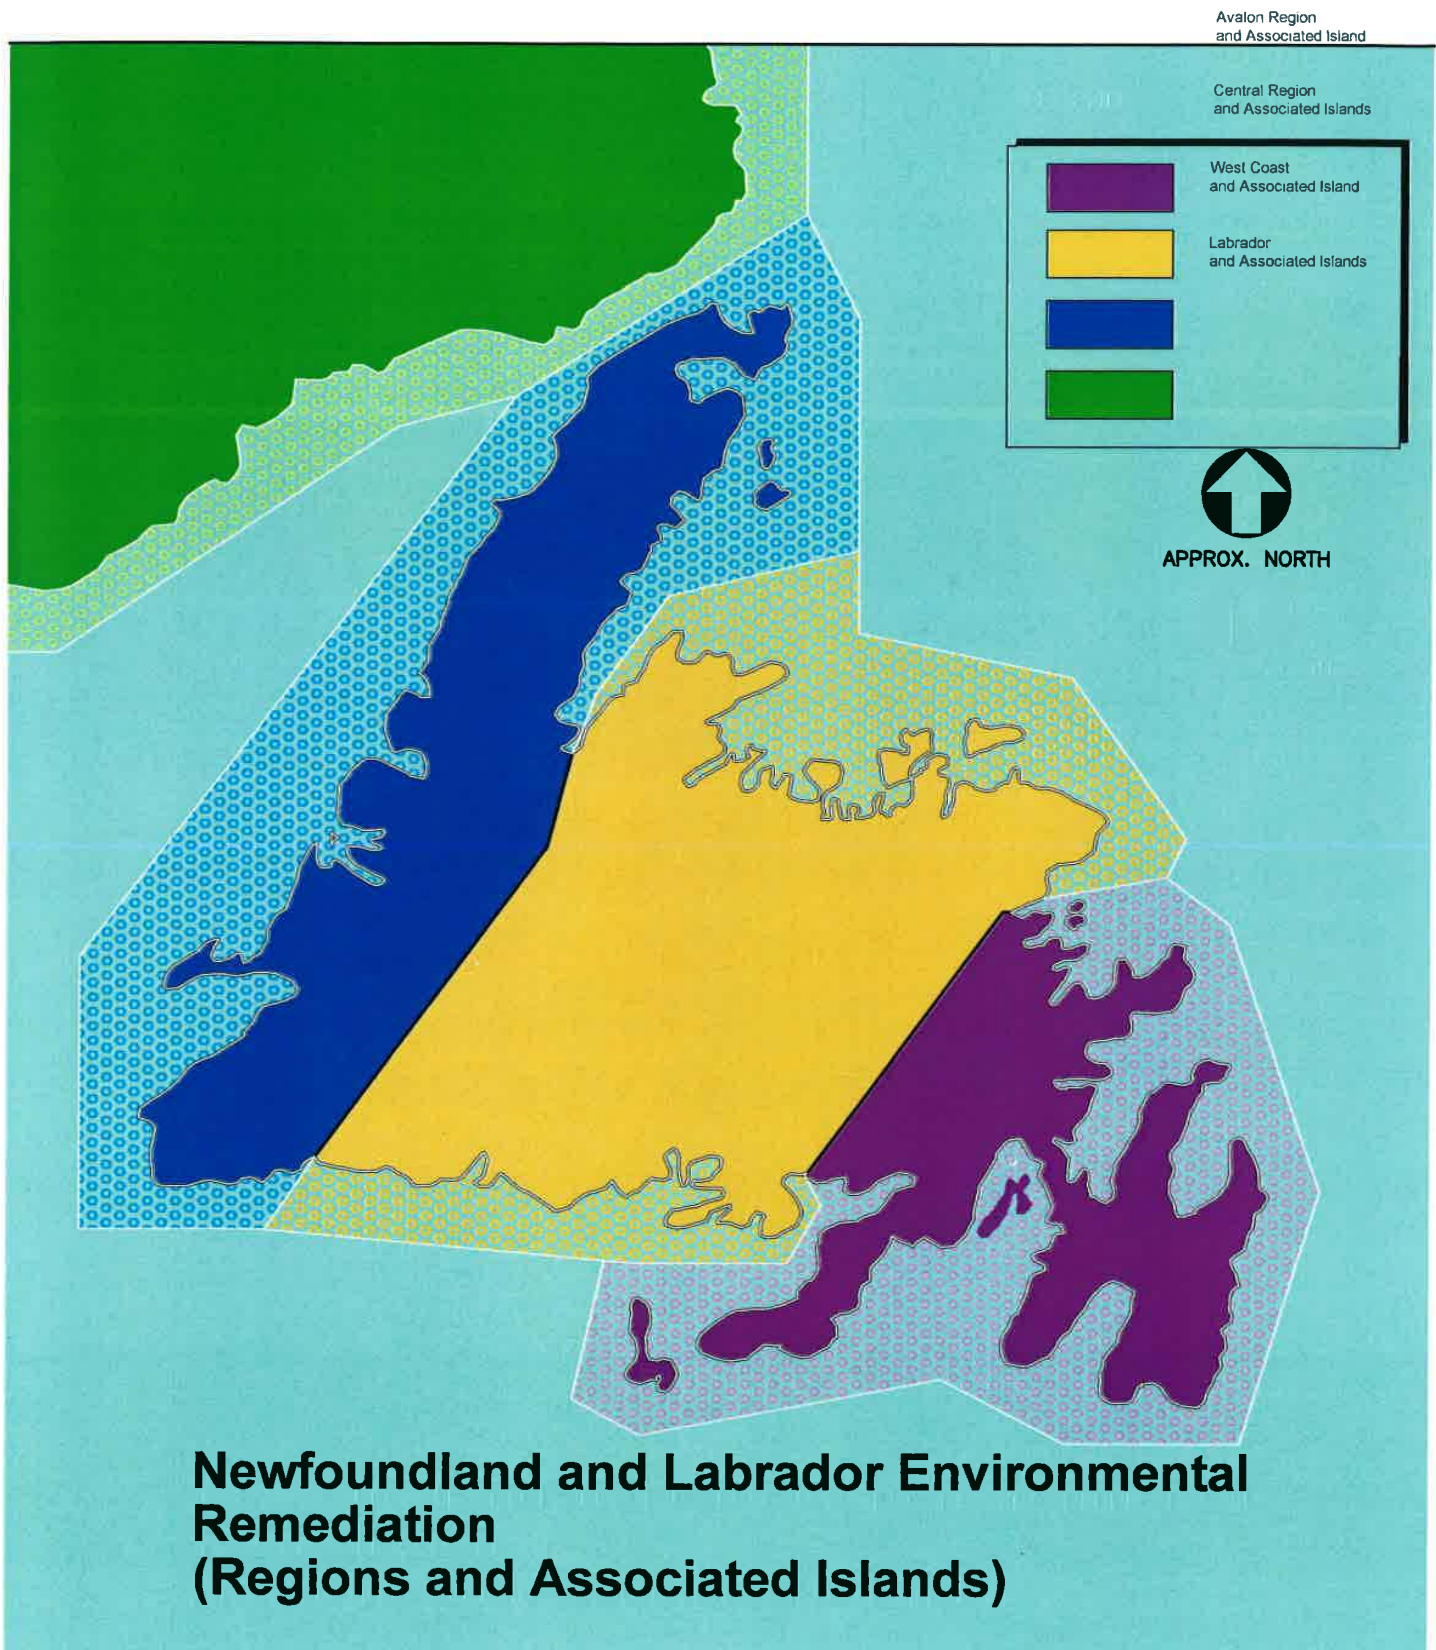 Avalon Region
and Associated Island
Central Region
and Associated Islands
West Coast
and Associated Island
Labrador
and Associated Islands
APPROX. NORTH
Newfoundland and Labrador Environmental
Remediation
(Regions and Associated Islands)